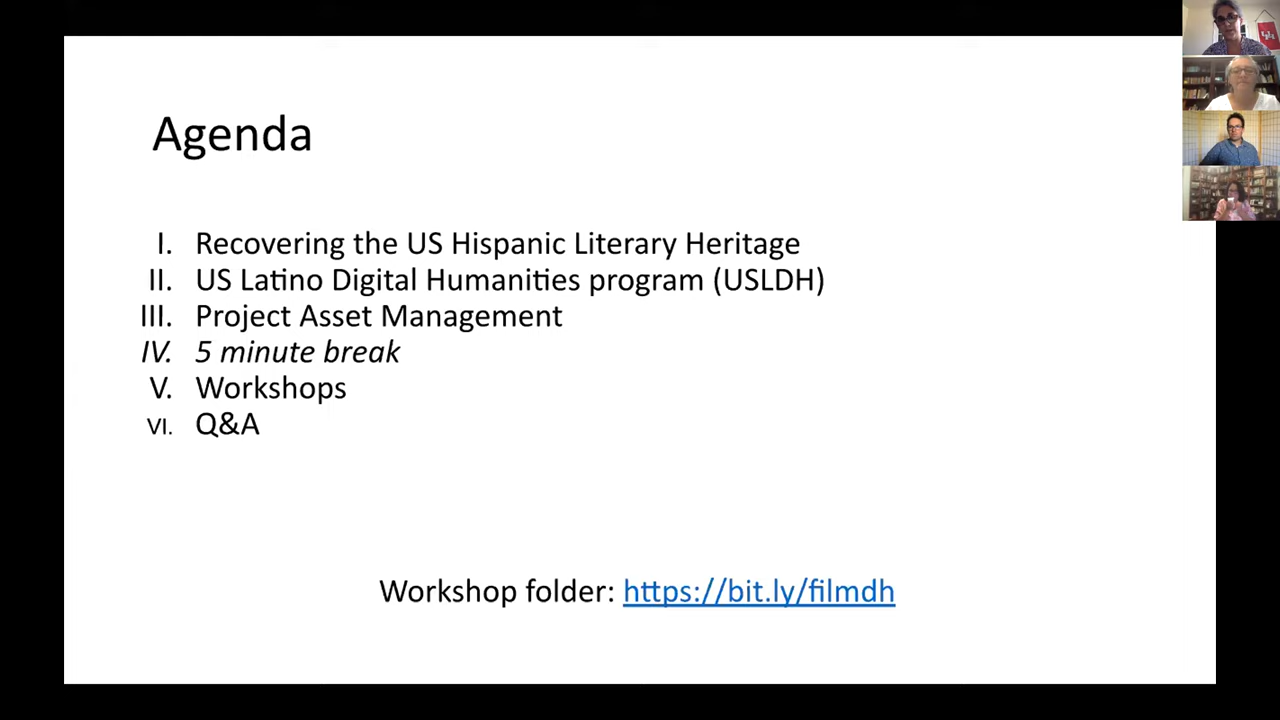 Agenda
I. Recovering the US Hispanic Literary Heritage
II. US Latino Digital Humanities program (USLDH)
III. Project Asset Management
IV. 5 minute break
V. Workshops
VI. Q&A
Workshop folder: https://bit.ly/filmdh